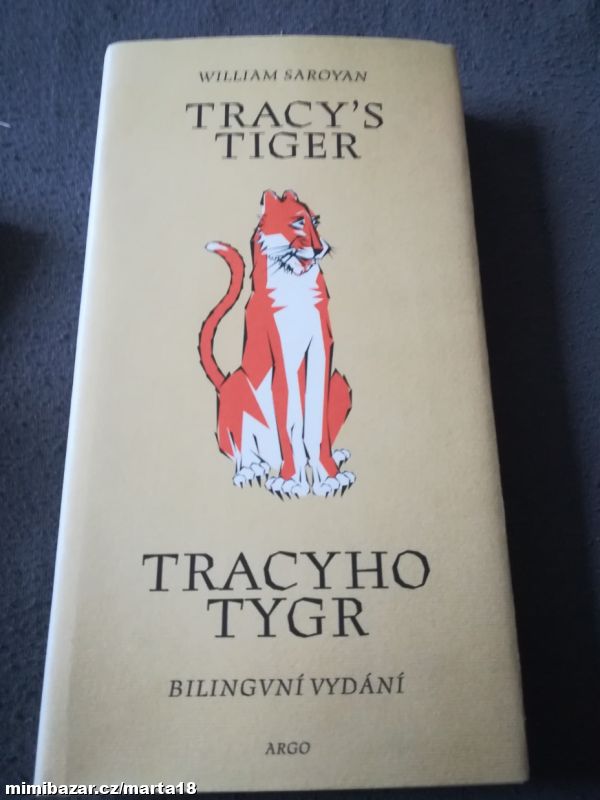 WILLIAM SAROYAN
TRACY'S
TIGER
TRACYHO
TYGR
BILINGVNÍ VYDÁNÍ
ARGO
mimibazar.cz/marta18